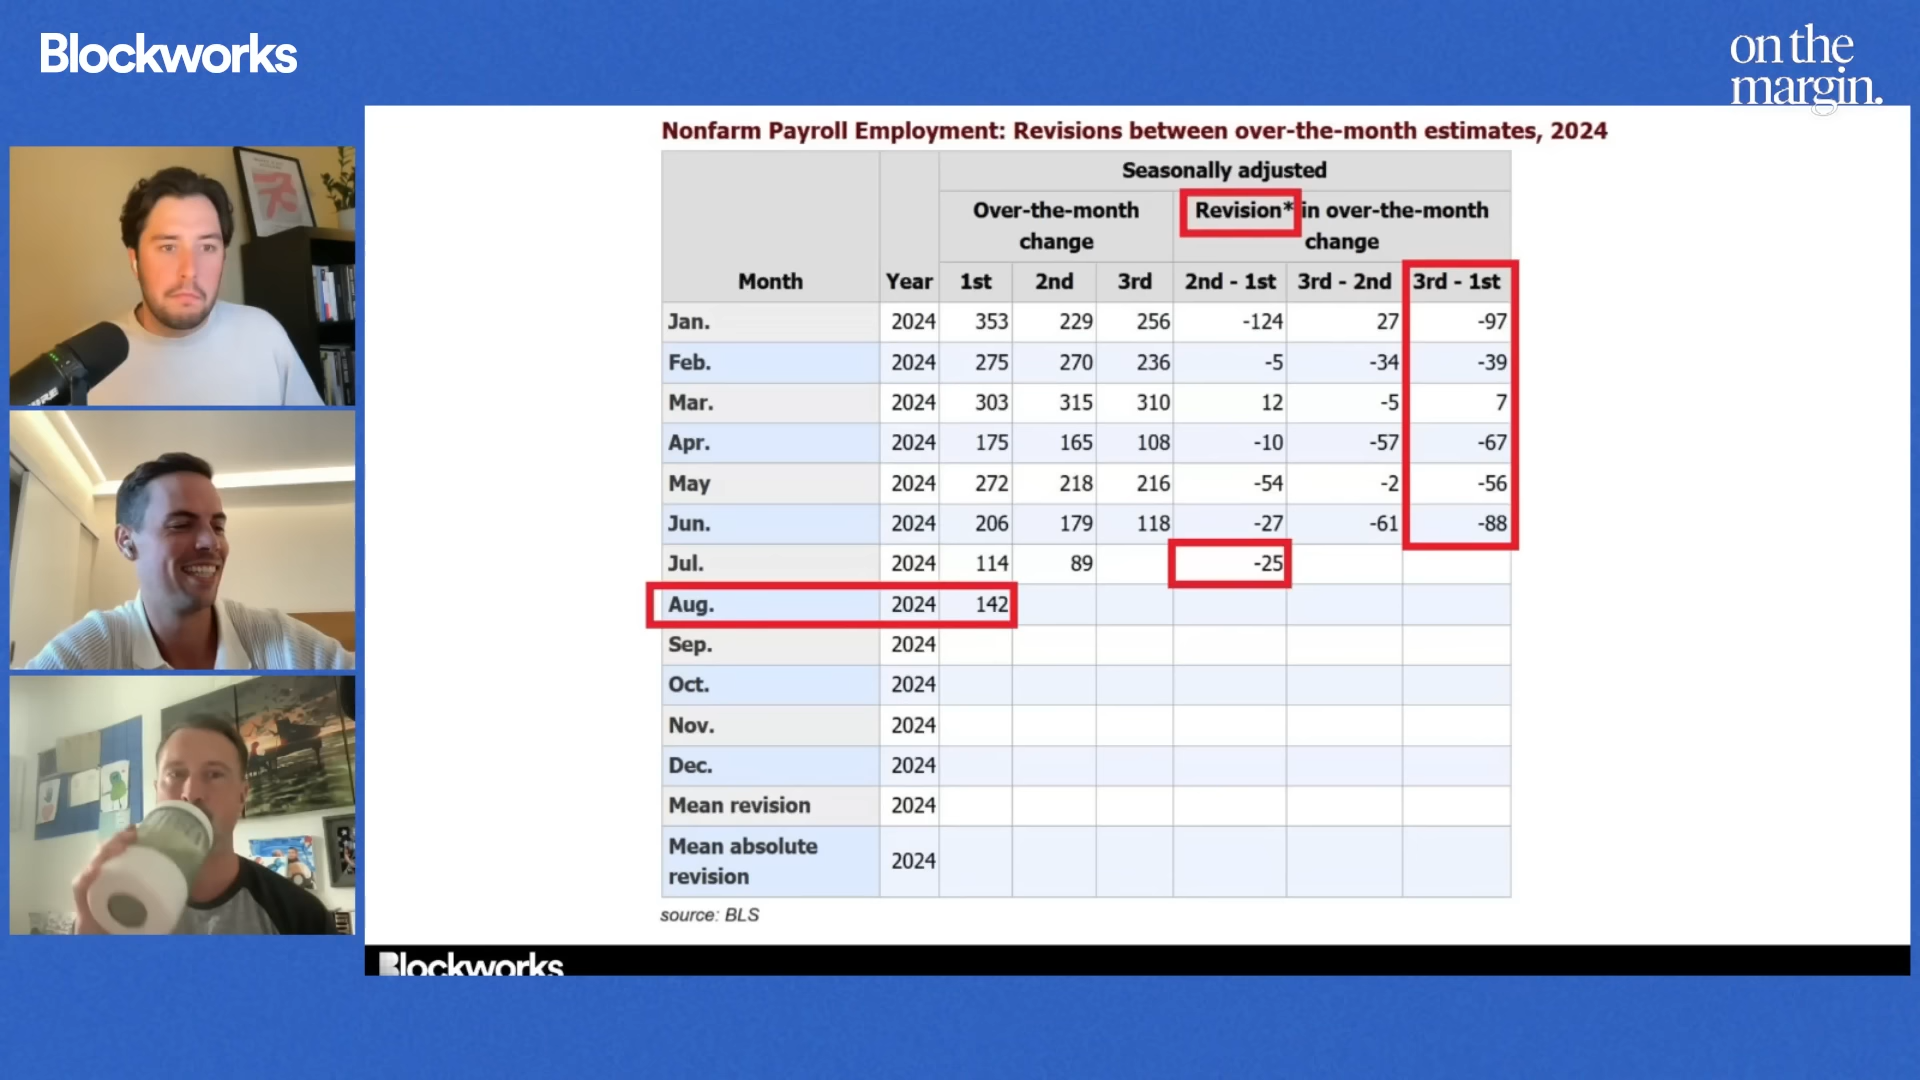 Blockworks
on the
margin.
Nonfarm Payroll Employment: Revisions between over-the-month estimates, 2024
Seasonally adjusted
Over-the-month
change
Revision* in over-the-month
change
Month Year 1st 2nd 3rd 2nd - 1st 3rd - 2nd 3rd - 1st
Jan. 2024 353 229 256 -124 27 -97
Feb. 2024 275 270 236 -5 -34 -39
Mar. 2024 303 315 310 12 -5 7
Apr. 2024 175 165 108 -10 -57 -67
May 2024 272 218 216 -54 -2 -56
Jun. 2024 206 179 118 -27 -61 -88
Jul. 2024 114 89 -25
Aug. 2024 142
Sep. 2024
Oct. 2024
Nov. 2024
Dec. 2024
Mean revision 2024
Mean absolute
revision 2024
source: BLS
Blockworks